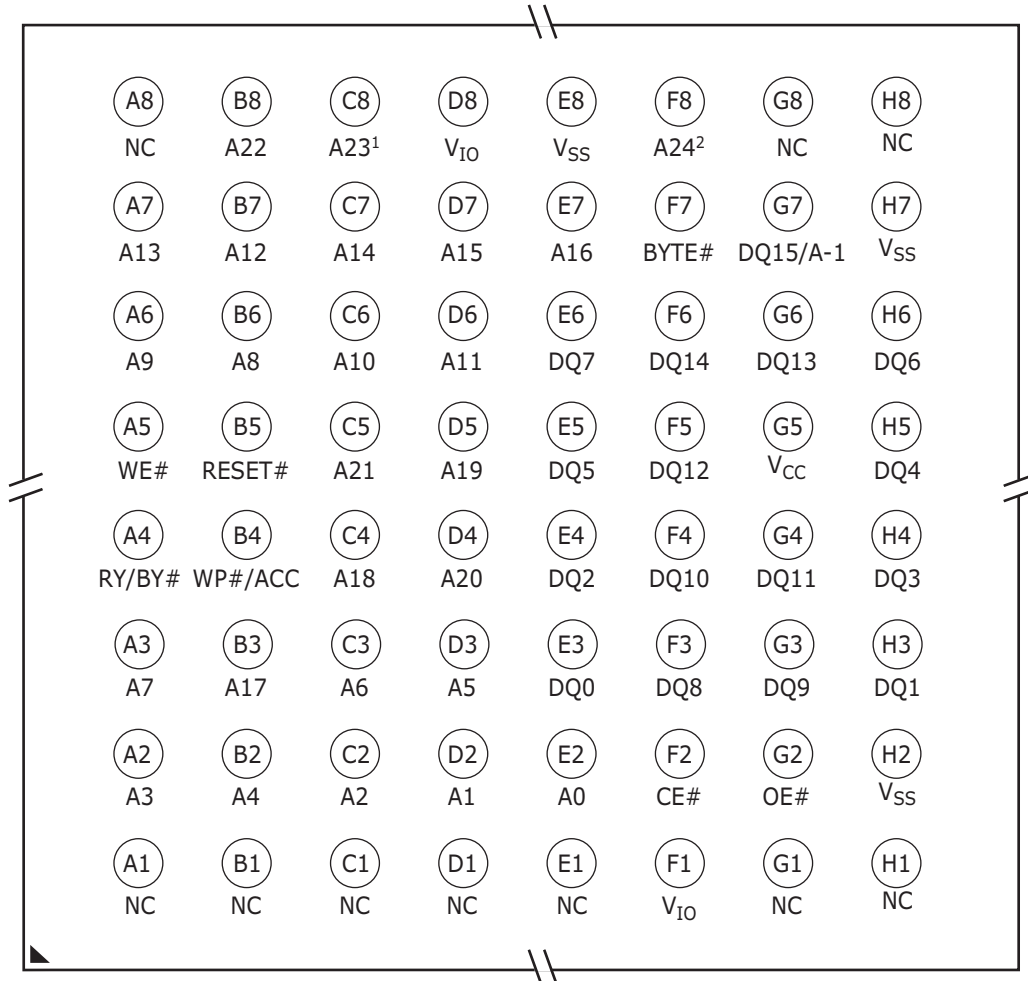 A8 B8 C8 D8 E8 F8 G8 H8
NC A22 A23¹ V_IO V_SS A24² NC NC
A7 B7 C7 D7 E7 F7 G7 H7
A13 A12 A14 A15 A16 BYTE# DQ15/A-1 V_SS
A6 B6 C6 D6 E6 F6 G6 H6
A9 A8 A10 A11 DQ7 DQ14 DQ13 DQ6
A5 B5 C5 D5 E5 F5 G5 H5
WE# RESET# A21 A19 DQ5 DQ12 V_CC DQ4
A4 B4 C4 D4 E4 F4 G4 H4
RY/BY# WP#/ACC A18 A20 DQ2 DQ10 DQ11 DQ3
A3 B3 C3 D3 E3 F3 G3 H3
A7 A17 A6 A5 DQ0 DQ8 DQ9 DQ1
A2 B2 C2 D2 E2 F2 G2 H2
A3 A4 A2 A1 A0 CE# OE# V_SS
A1 B1 C1 D1 E1 F1 G1 H1
NC NC NC NC NC V_IO NC NC